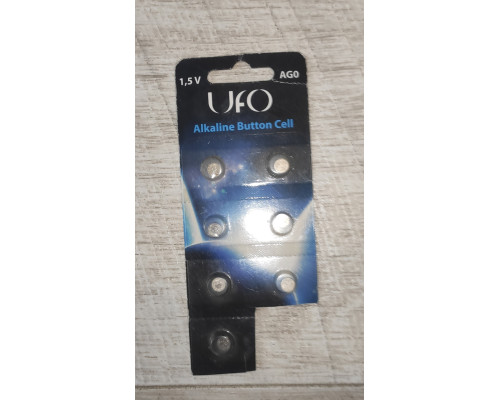 1,5 V AG0
UFO
Alkaline Button Cell